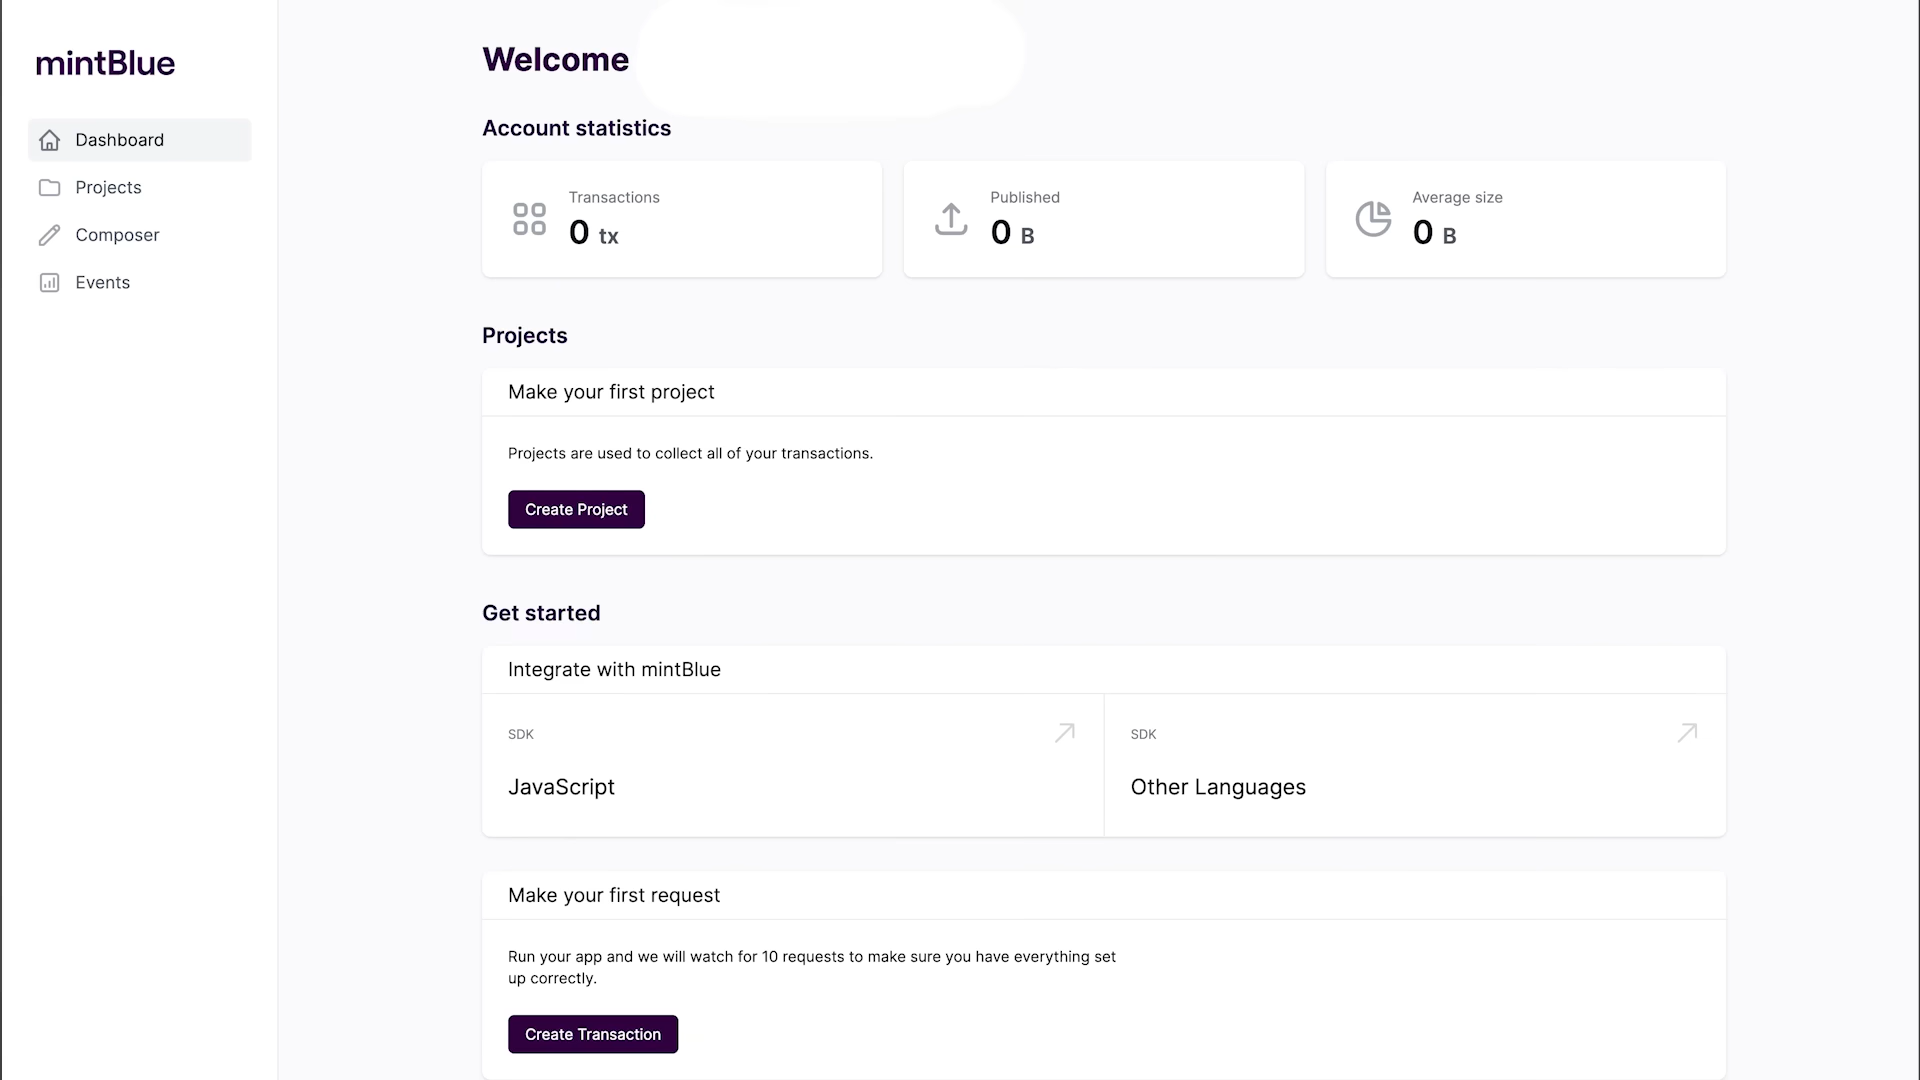 mintBlue
Dashboard
Projects
Composer
Events
Welcome
Account statistics
Transactions
0 tx
Published
0 B
Average size
0 B
Projects
Make your first project
Projects are used to collect all of your transactions.
Create Project
Get started
Integrate with mintBlue
SDK
JavaScript
SDK
Other Languages
Make your first request
Run your app and we will watch for 10 requests to make sure you have everything set
up correctly.
Create Transaction